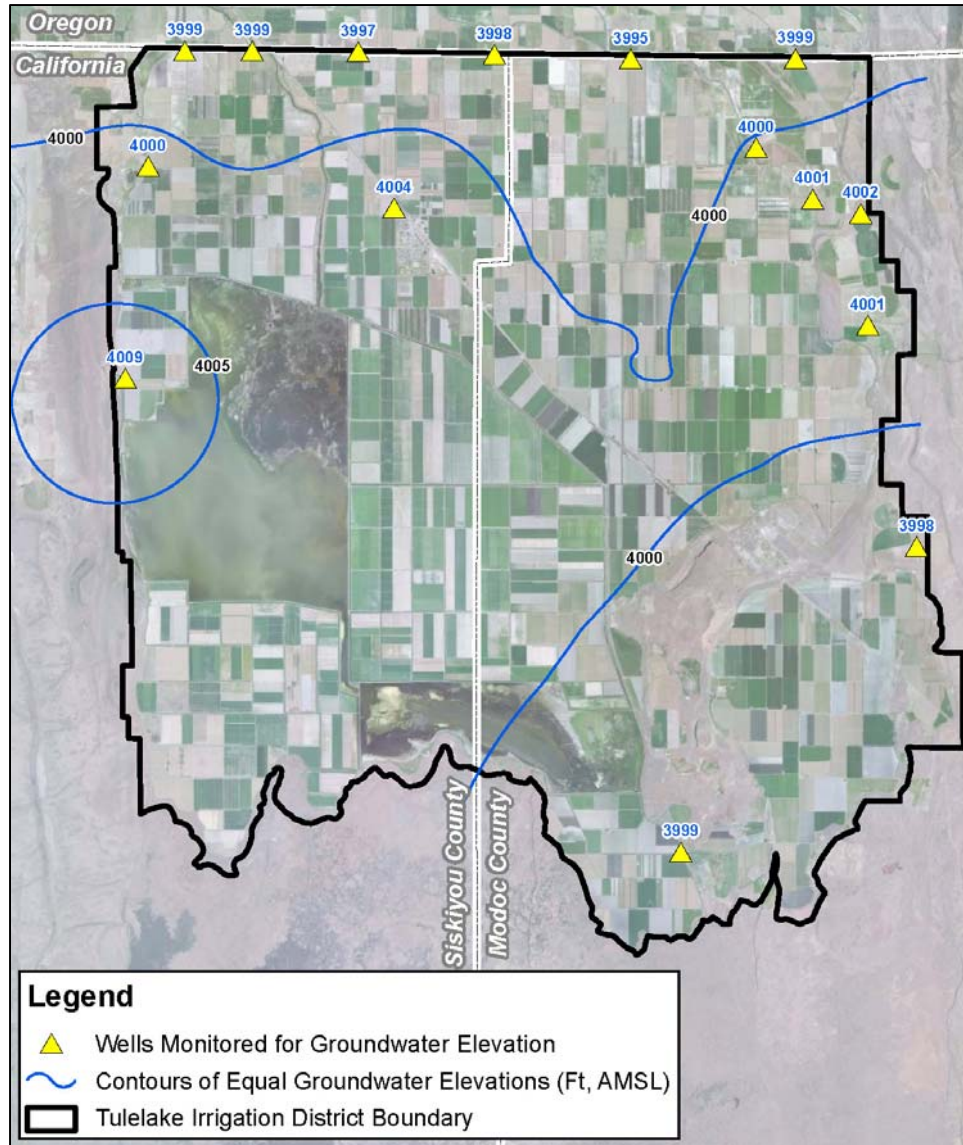 Oregon
California
3999
3999
3997
3998
3995
3999
4000
4000
4000
4004
4000
4001
4002
4001
4009
4005
3998
4000
3999
Siskiyou County
Modoc County
Legend
Wells Monitored for Groundwater Elevation
Contours of Equal Groundwater Elevations (Ft, AMSL)
Tulelake Irrigation District Boundary